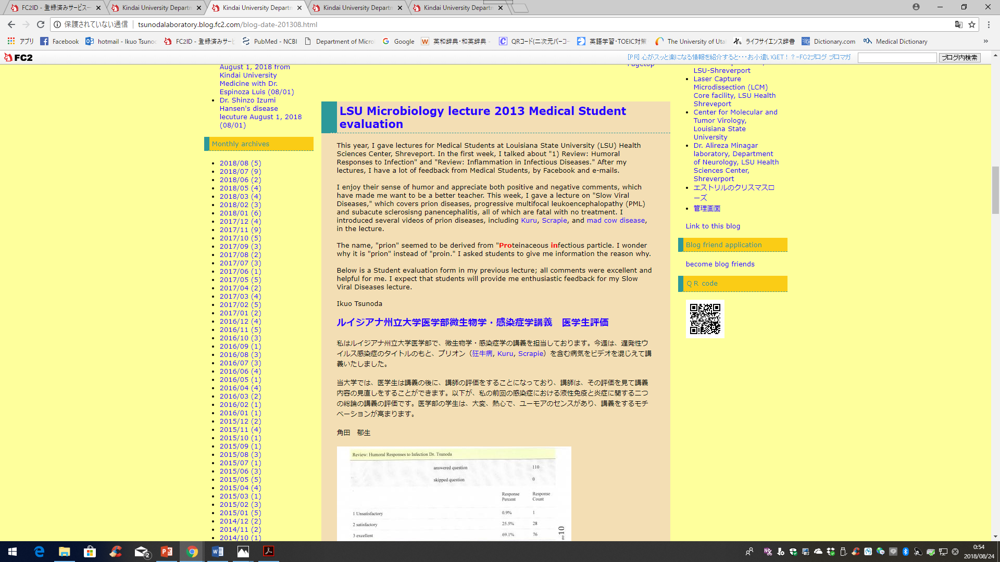 FC2ID - 登録済みサービス一
Kindai University Departm
Kindai University Departm
Kindai University Departm
Kindai University Departm
保護されていない通信
tsunodalaboratory.blog.fc2.com/blog-date-201308.html
アプリ
Facebook
hotmail - Ikuo Tsuno
FC2ID - 登録済みサービ
PubMed - NCBI
Department of Micro
Google
英和辞典・和英辞典 -
QRコード(二次元バーコー
英語学習・TOEIC対策
The University of Uta
ライフサイエンス辞書
Dictionary.com
Medical Dictionary
»
FC2
[PR] 心がスッと楽になる情報を紹介すると・・・お小遣いGET！？-FC2ブログ ブロマガ
ブログ内検索
August 1, 2018 from
Kindai University
Medicine with Dr.
Espinoza Luis (08/01)
Dr. Shinzo Izumi
Hansen's disease
lecuture August 1, 2018
(08/01)
Monthly archives
2018/08 (5)
2018/07 (9)
2018/06 (2)
2018/05 (4)
2018/03 (4)
2018/02 (3)
2018/01 (6)
2017/12 (4)
2017/11 (9)
2017/10 (5)
2017/09 (3)
2017/08 (2)
2017/07 (3)
2017/06 (1)
2017/05 (5)
2017/04 (2)
2017/03 (4)
2017/02 (5)
2017/01 (2)
2016/12 (4)
2016/11 (5)
2016/10 (3)
2016/09 (1)
2016/08 (3)
2016/07 (3)
2016/06 (4)
2016/05 (1)
2016/04 (4)
2016/03 (2)
2016/02 (1)
2016/01 (1)
2015/12 (2)
2015/11 (4)
2015/10 (1)
2015/09 (1)
2015/08 (3)
2015/07 (1)
2015/06 (3)
2015/05 (5)
2015/04 (4)
2015/03 (1)
2015/02 (3)
2015/01 (5)
2014/12 (2)
2014/11 (2)
2014/10 (1)
Pagetop
LSU Microbiology lecture 2013 Medical Student
evaluation
This year, I gave lectures for Medical Students at Louisiana State University (LSU) Health
Sciences Center, Shreveport. In the first week, I talked about "1) Review: Humoral
Responses to Infection" and "Review: Inflammation in Infectious Diseases." After my
lectures, I have a lot of feedback from Medical Students, by Facebook and e-mails.
I enjoy their sense of humor and appreciate both positive and negative comments, which
have made me want to be a better teacher. This week, I gave a lecture on "Slow Viral
Diseases," which covers prion diseases, progressive multifocal leukoencephalopathy (PML)
and subacute sclerosisng panencephalitis, all of which are fatal with no treatment. I
introduced several videos of prion diseases, including Kuru, Scrapie, and mad cow disease,
in the lecture.
The name, "prion" seemed to be derived from "Proteinaceous infectious particle. I wonder
why it is "prion" instead of "proin." I asked students to give me information the reason why.
Below is a Student evaluation form in my previous lecture; all comments were excellent and
helpful for me. I expect that students will provide me enthusiastic feedback for my Slow
Viral Diseases lecture.
Ikuo Tsunoda
ルイジアナ州立大学医学部微生物学・感染症学講義　医学生評価
私はルイジアナ州立大学医学部で、微生物学・感染症学の講義を担当しております。今週は、遅発性ウ
イルス感染症のタイトルのもと、プリオン（狂牛病, Kuru, Scrapie）を含む病気をビデオを混じえて講
義いたしました。
当大学では、医学生は講義の後に、講師の評価をすることになっており、講師は、その評価を見て講義
内容の見直しをすることができます。以下が、私の前回の感染症における液性免疫と炎症に関する二つ
の総論の講義の評価です。医学部の学生は、大変、熱心で、ユーモアのセンスがあり、講義をするモチ
ベーションが高まります。
角田　郁生
Review: Humoral Responses to Infection Dr. Tsunoda
answered question 110
skipped question 0
Response Percent
Response Count
1 Unsatisfactory 0.9% 1
2 satisfactory 25.5% 28
3 excellent 69.1% 76
LSU-Shreverport
Laser Capture
Microdissection (LCM)
Core facility, LSU Health
Shreveport
Center for Molecular and
Tumor Virology,
Louisiana State
University
Dr. Alireza Minagar
laboratory, Department
of Neurology, LSU Health
Sciences Center,
Shreverport
エストリルのクリスマスロ
ーズ
管理画面
Link to this blog
Blog friend application
become blog friends
ＱＲ code
2
0:54
2018/08/24